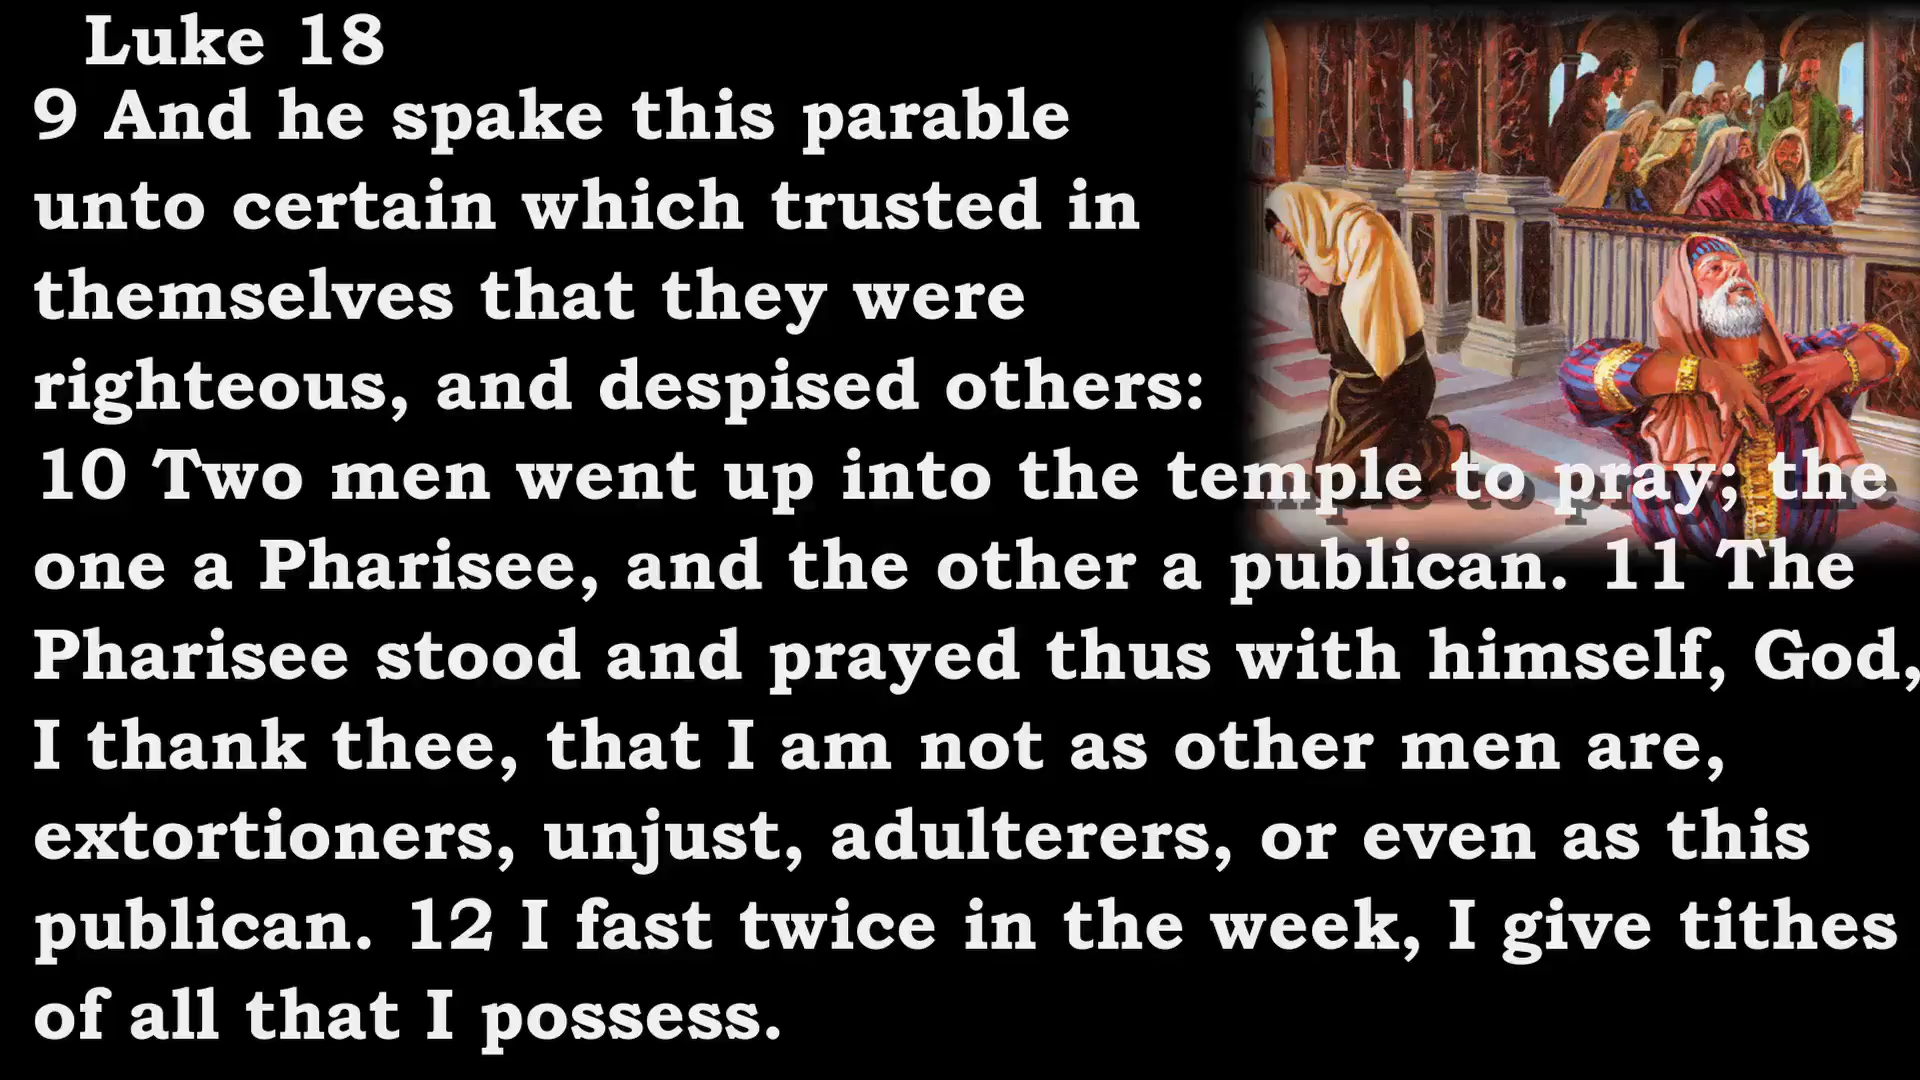 Luke 18
9 And he spake this parable
unto certain which trusted in
themselves that they were
righteous, and despised others:
10 Two men went up into the temple to pray; the
one a Pharisee, and the other a publican. 11 The
Pharisee stood and prayed thus with himself, God,
I thank thee, that I am not as other men are,
extortioners, unjust, adulterers, or even as this
publican. 12 I fast twice in the week, I give tithes
of all that I possess.